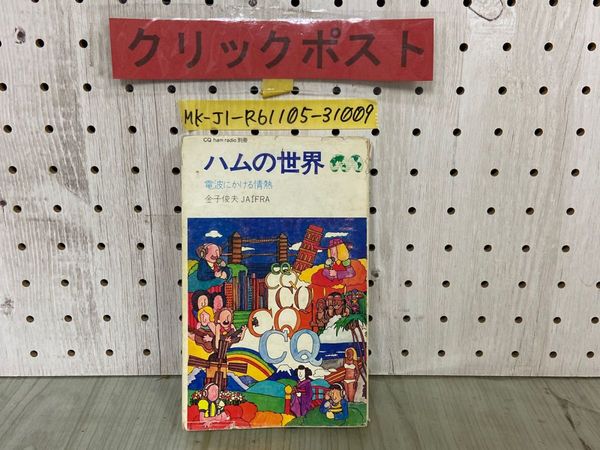 クリックポスト
MK-J1-R61105-31009
CQ ham radio 別冊
ハムの世界
電波にかける情熱
金子俊夫 JA1FRA
CQ
CQ
CQ
CQ